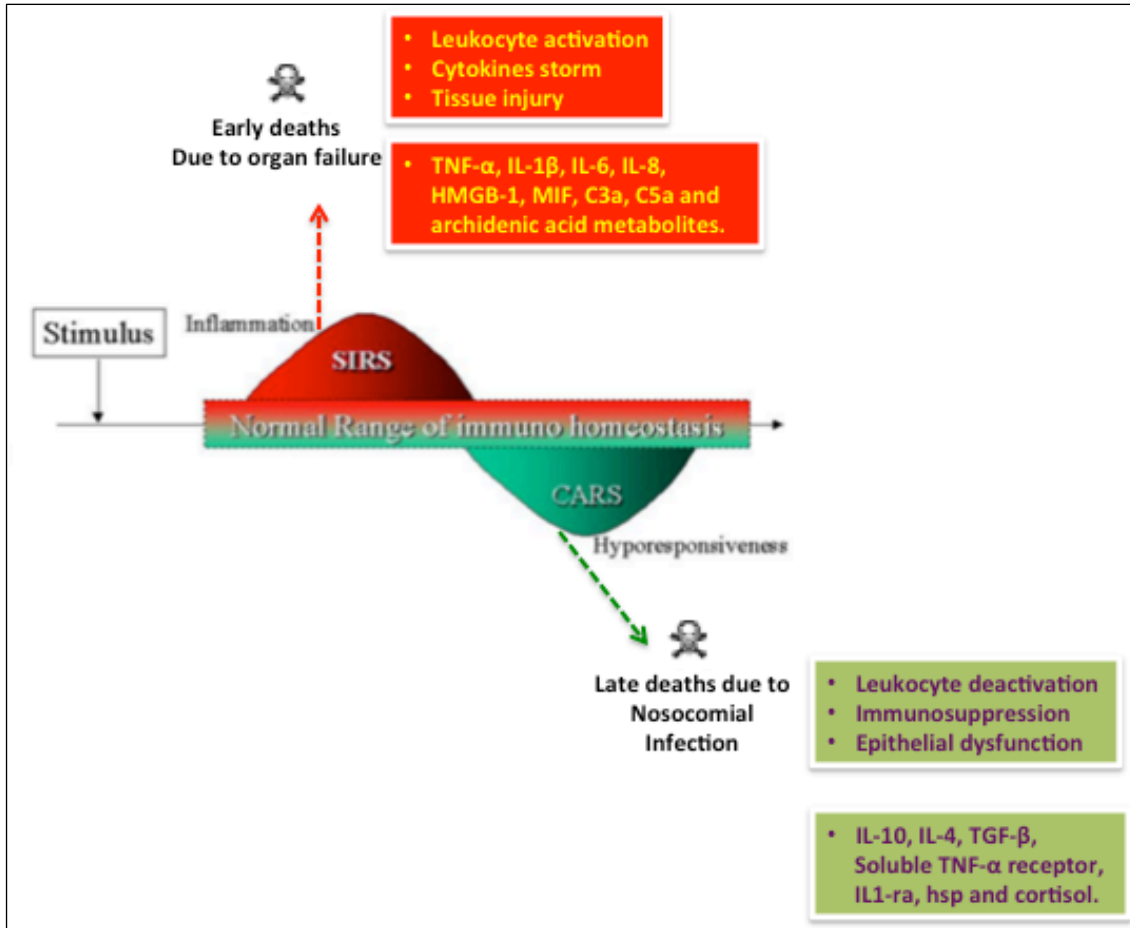 • Leukocyte activation
• Cytokines storm
• Tissue injury
Early deaths
Due to organ failure
• TNF-α, IL-1β, IL-6, IL-8,
HMGB-1, MIF, C3a, C5a and
archidenic acid metabolites.
Stimulus
Inflammation
SIRS
Normal Range of immuno homeostasis
CARS
Hyporesponsiveness
Late deaths due to
Nosocomial
Infection
• Leukocyte deactivation
• Immunosuppression
• Epithelial dysfunction
• IL-10, IL-4, TGF-β,
Soluble TNF-α receptor,
IL1-ra, hsp and cortisol.